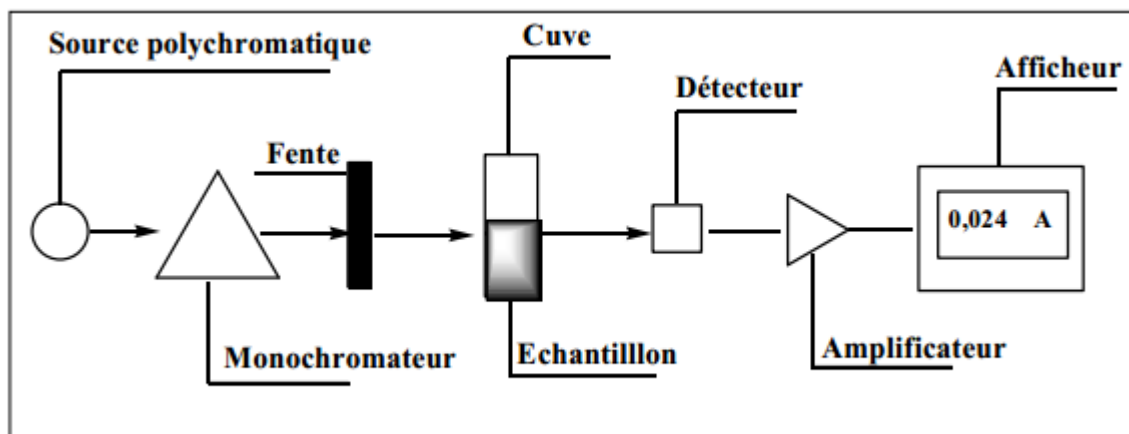 Source polychromatique
Cuve
Afficheur
Détecteur
Fente
0,024 A
Monochromateur
Echantilllon
Amplificateur